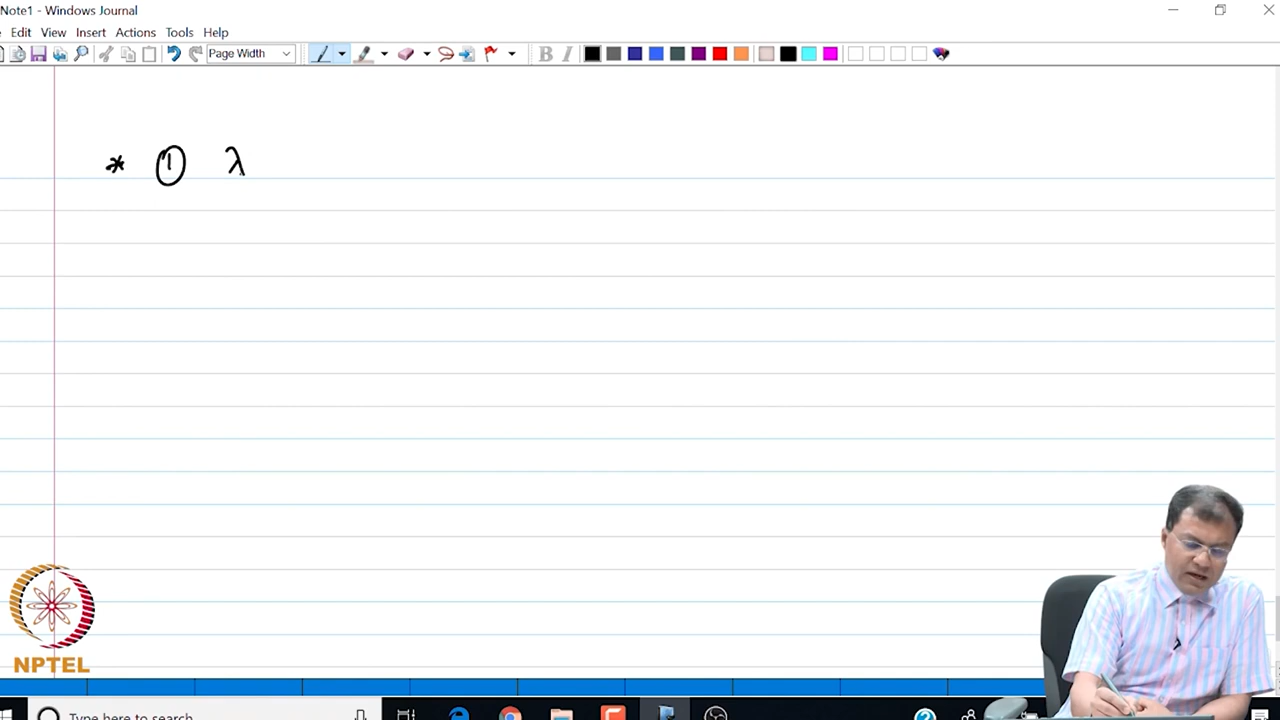 Note1 - Windows Journal
Edit View Insert Actions Tools Help
Page Width B I
* ① λ
NPTEL
Type here to search